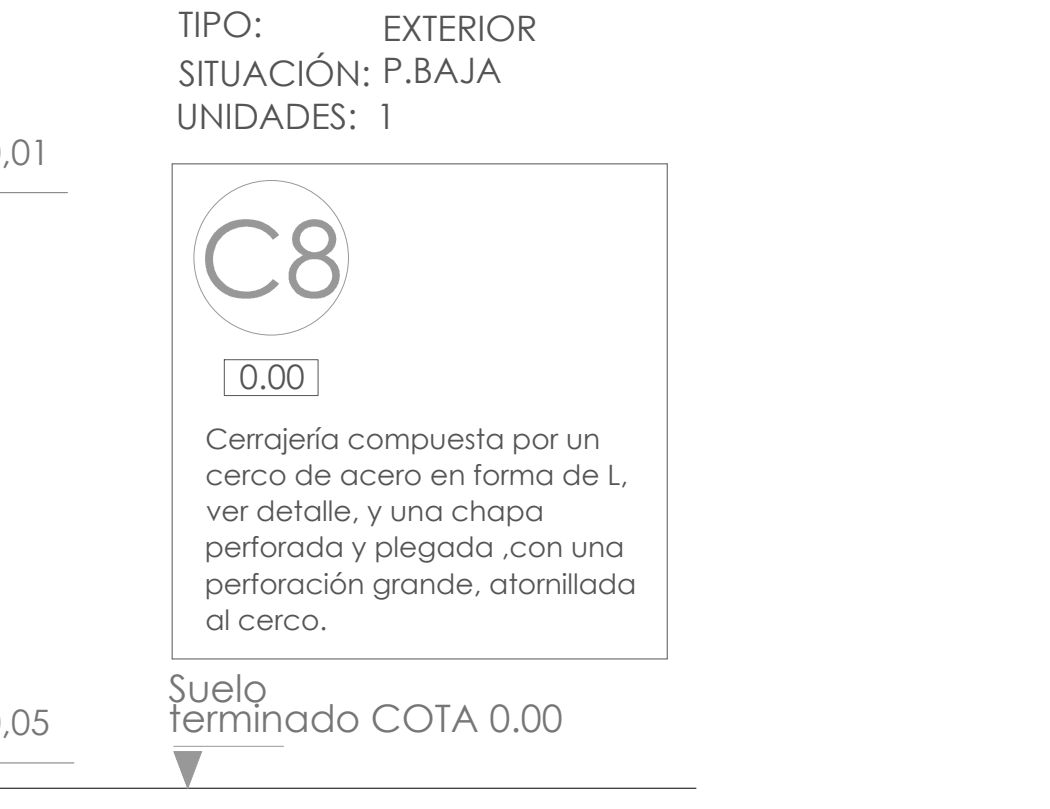 TIPO: EXTERIOR
SITUACIÓN: P.BAJA
UNIDADES: 1
,01
C8
0.00
Cerrajería compuesta por un
cerco de acero en forma de L,
ver detalle, y una chapa
perforada y plegada ,con una
perforación grande, atornillada
al cerco.
Suelo
terminado COTA 0.00
,05